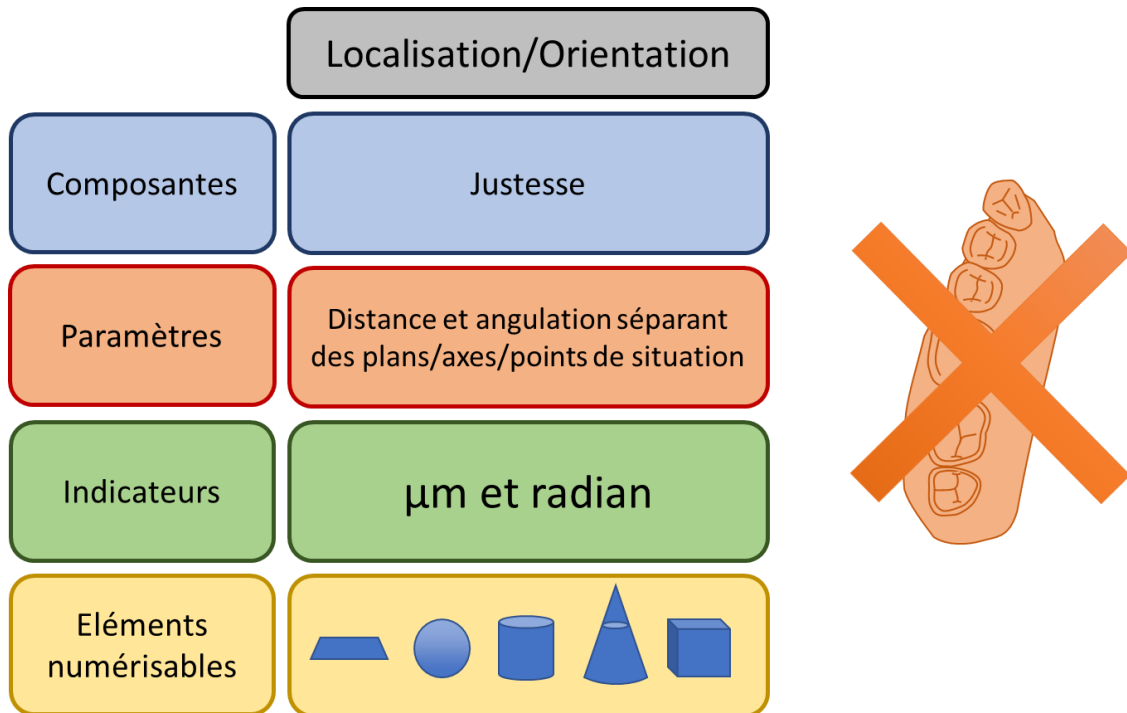 Localisation/Orientation
Composantes
Justesse
Paramètres
Distance et angulation séparant
des plans/axes/points de situation
Indicateurs
µm et radian
Eléments
numérisables